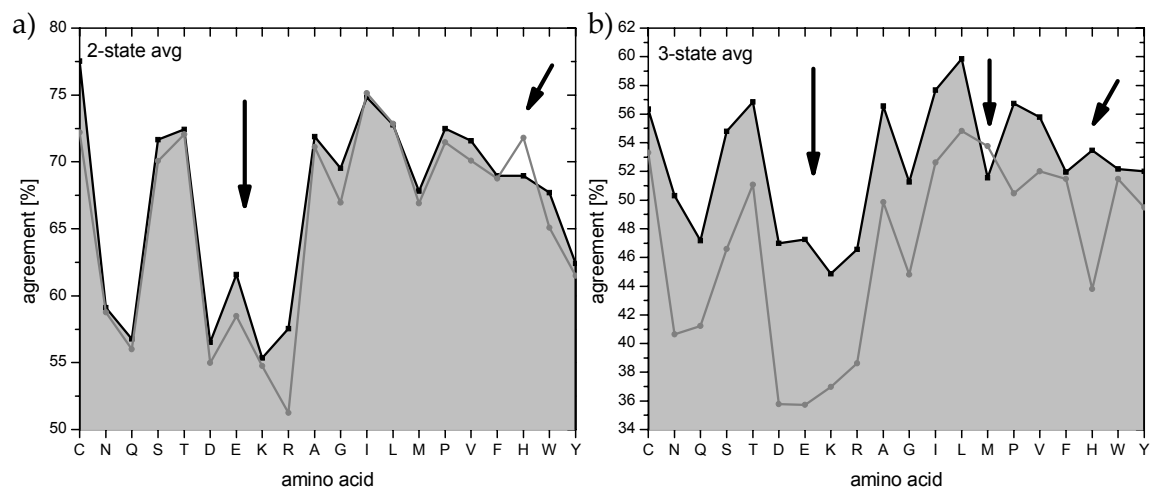 a)
2-state avg
80
75
70
65
60
55
50
agreement [%]
C N Q S T D E K R A G I L M P V F H W Y
amino acid
b)
3-state avg
62
60
58
56
54
52
50
48
46
44
42
40
38
36
34
agreement [%]
C N Q S T D E K R A G I L M P V F H W Y
amino acid